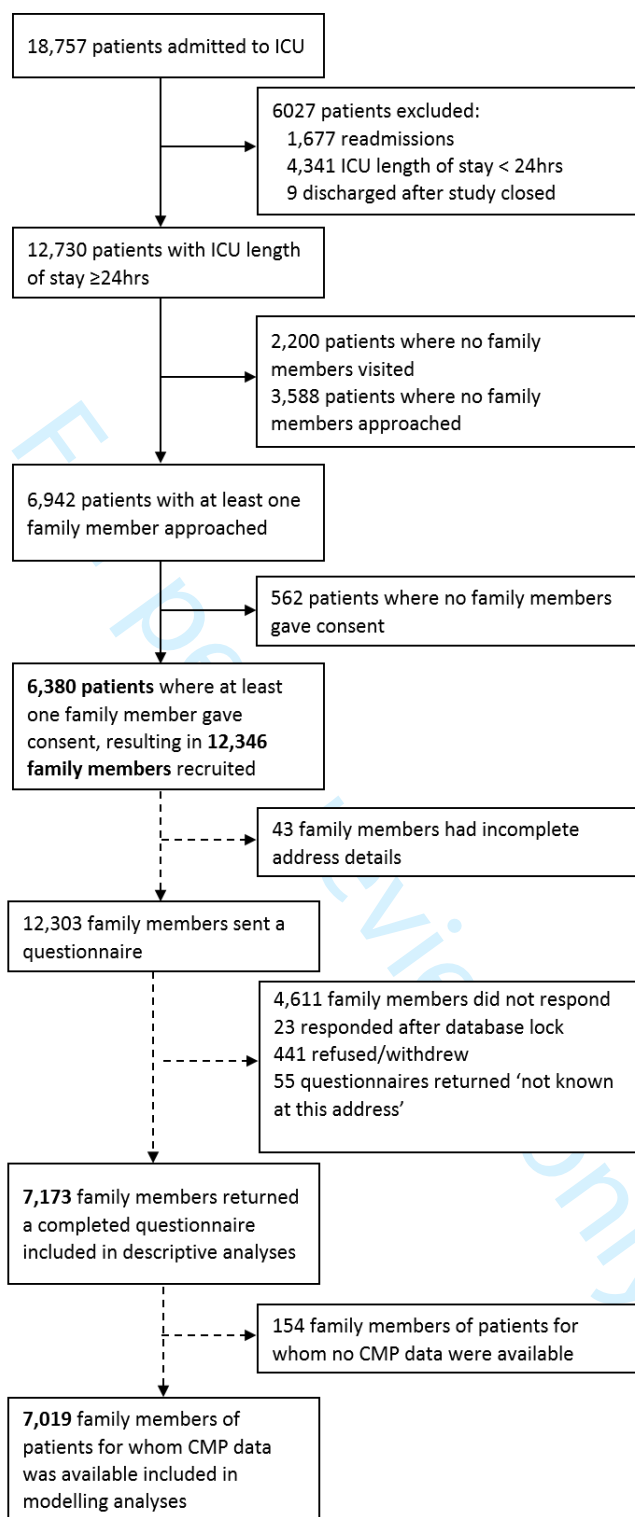 18,757 patients admitted to ICU
6027 patients excluded:
1,677 readmissions
4,341 ICU length of stay < 24hrs
9 discharged after study closed
12,730 patients with ICU length
of stay ≥24hrs
2,200 patients where no family
members visited
3,588 patients where no family
members approached
6,942 patients with at least one
family member approached
562 patients where no family members
gave consent
6,380 patients where at least
one family member gave
consent, resulting in 12,346
family members recruited
43 family members had incomplete
address details
12,303 family members sent a
questionnaire
4,611 family members did not respond
23 responded after database lock
441 refused/withdrew
55 questionnaires returned ‘not known
at this address’
7,173 family members returned
a completed questionnaire
included in descriptive analyses
154 family members of patients for
whom no CMP data were available
7,019 family members of
patients for whom CMP data
was available included in
modelling analyses